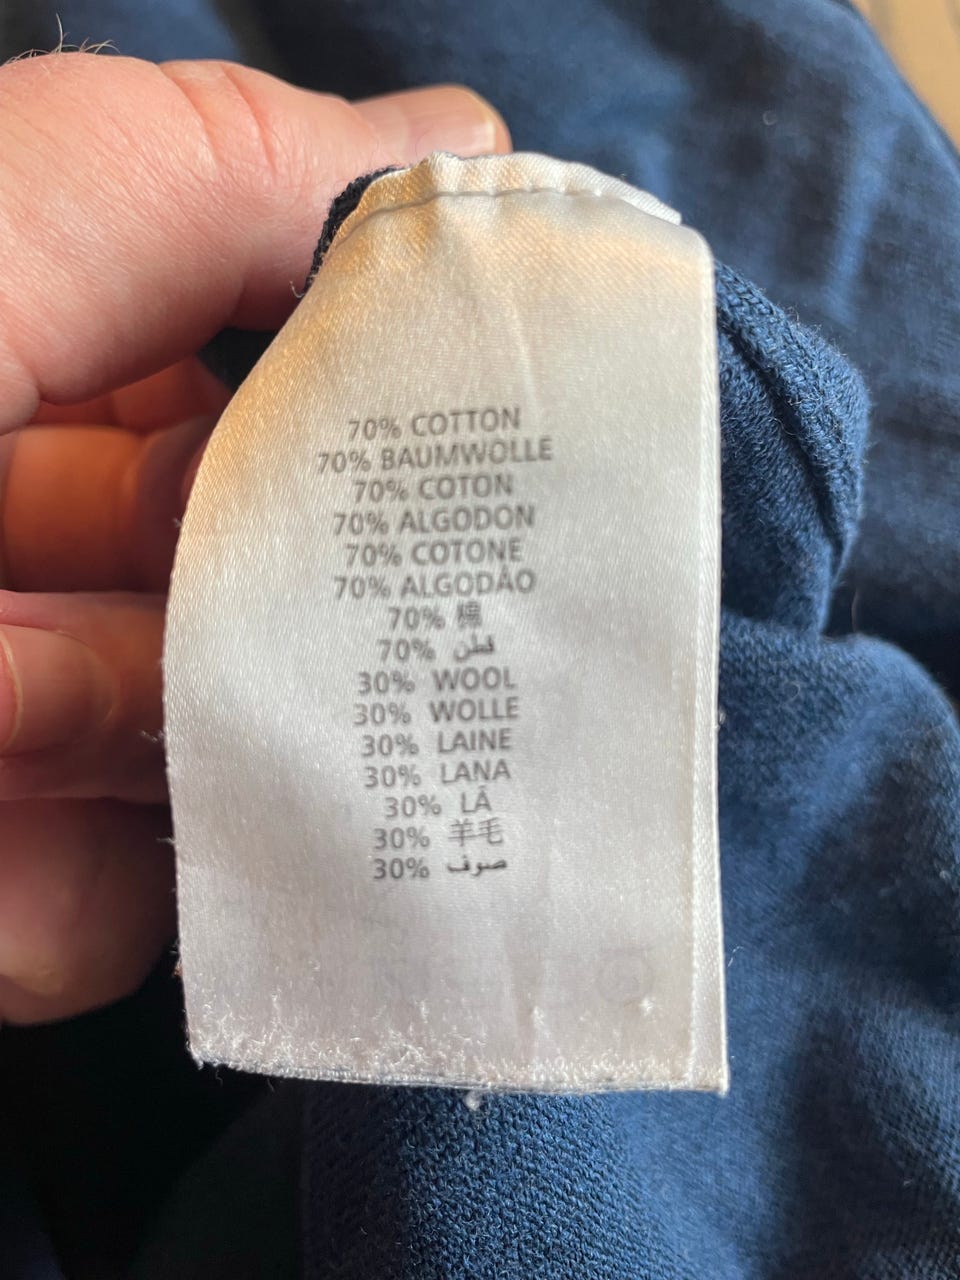 70% COTTON
70% BAUMWOLLE
70% COTON
70% ALGODON
70% COTONE
70% ALGODÃO
70% 棉
70% قطن
30% WOOL
30% WOLLE
30% LAINE
30% LANA
30% LÃ
30% 羊毛
30% صوف